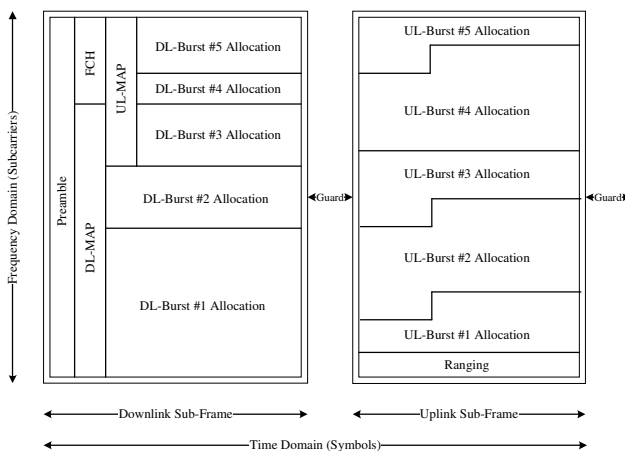 Frequency Domain (Subcarriers)
Preamble
FCH
DL-MAP
UL-MAP
DL-Burst #5 Allocation
DL-Burst #4 Allocation
DL-Burst #3 Allocation
DL-Burst #2 Allocation
DL-Burst #1 Allocation
Guard
UL-Burst #5 Allocation
UL-Burst #4 Allocation
UL-Burst #3 Allocation
UL-Burst #2 Allocation
UL-Burst #1 Allocation
Ranging
Guard
Downlink Sub-Frame
Uplink Sub-Frame
Time Domain (Symbols)